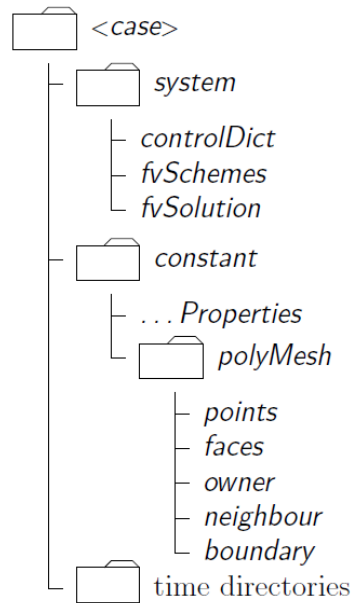 <case>
system
controlDict
fvSchemes
fvSolution
constant
...Properties
polyMesh
points
faces
owner
neighbour
boundary
time directories